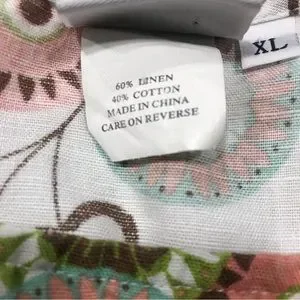 XL
60% LINEN
40% COTTON
MADE IN CHINA
CARE ON REVERSE